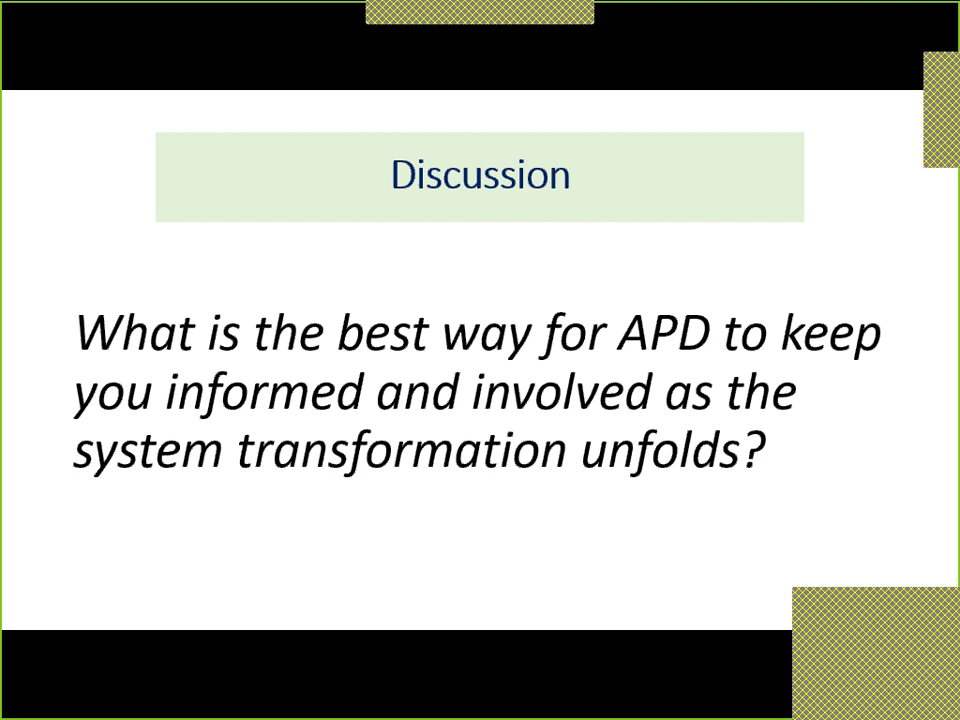 Discussion
What is the best way for APD to keep
you informed and involved as the
system transformation unfolds?